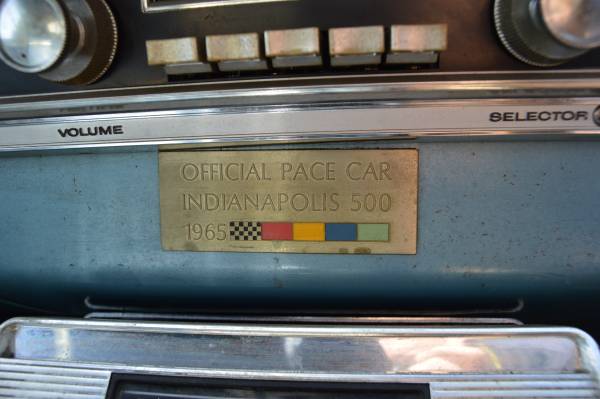 VOLUME
SELECTOR
OFFICIAL PACE CAR
INDIANAPOLIS 500
1965